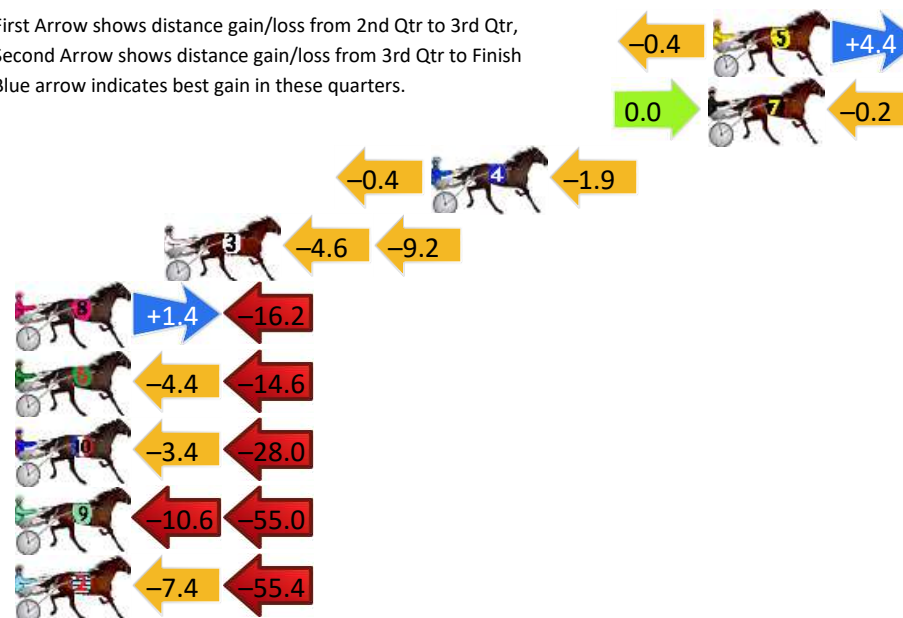 First Arrow shows distance gain/loss from 2nd Qtr to 3rd Qtr,
Second Arrow shows distance gain/loss from 3rd Qtr to Finish
Blue arrow indicates best gain in these quarters.
–0.4 5 +4.4
0.0 7 –0.2
–0.4 4 –1.9
3 –4.6 –9.2
8 +1.4 –16.2
6 –4.4 –14.6
10 –3.4 –28.0
9 –10.6 –55.0
2 –7.4 –55.4